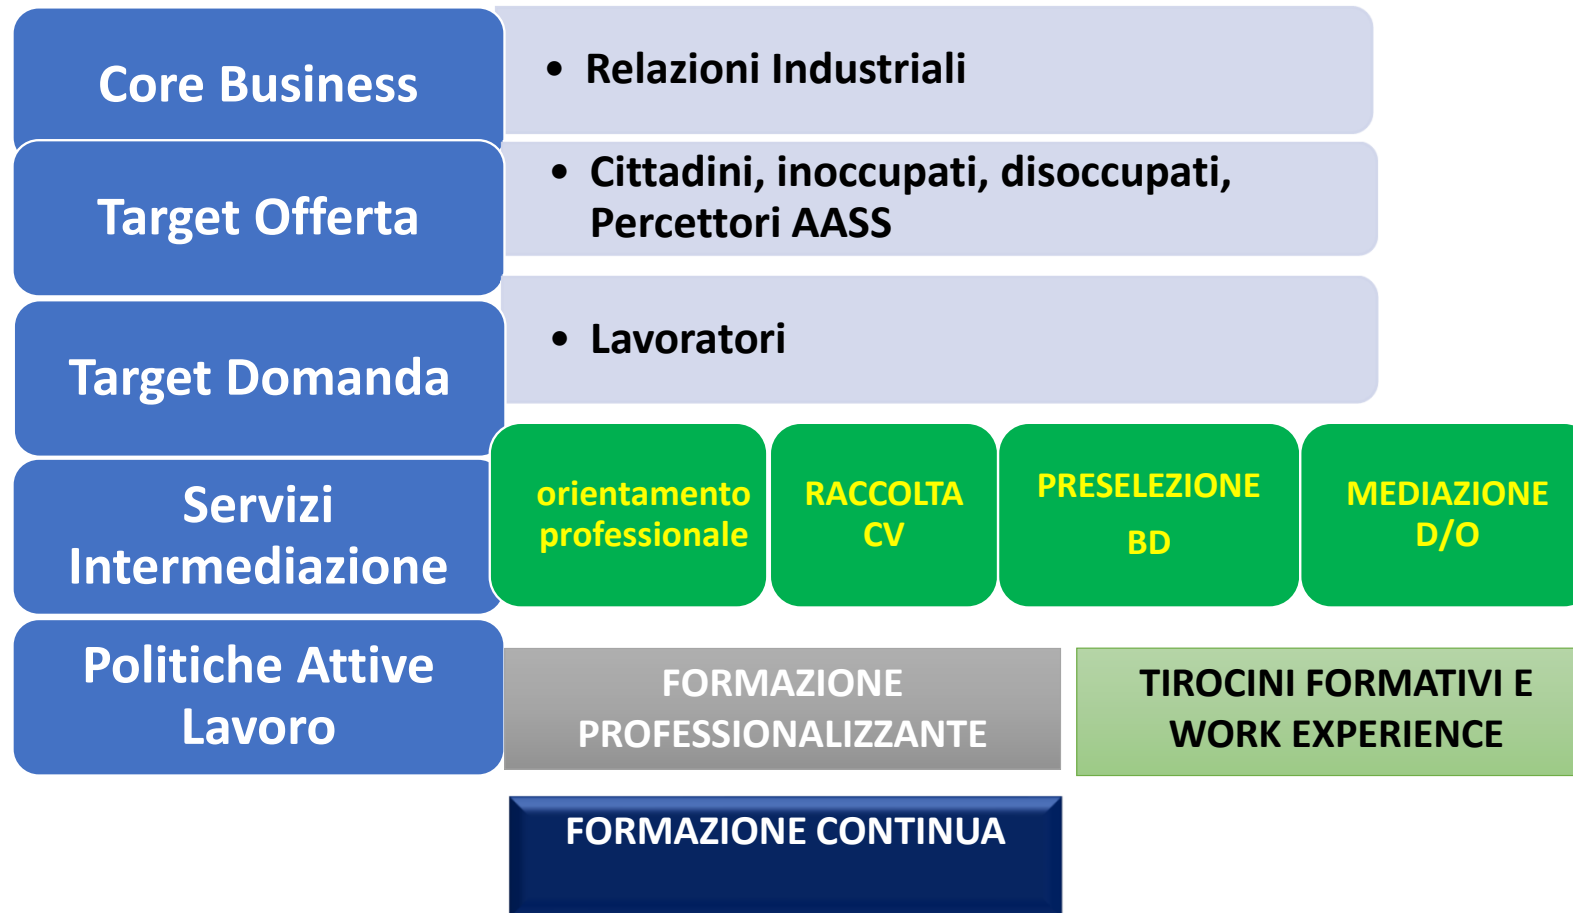 Core Business
• Relazioni Industriali
Target Offerta
• Cittadini, inoccupati, disoccupati,
Percettori AASS
Target Domanda
• Lavoratori
Servizi
Intermediazione
orientamento
professionale
RACCOLTA
CV
PRESELEZIONE
BD
MEDIAZIONE
D/O
Politiche Attive
Lavoro
FORMAZIONE
PROFESSIONALIZZANTE
TIROCINI FORMATIVI E
WORK EXPERIENCE
FORMAZIONE CONTINUA